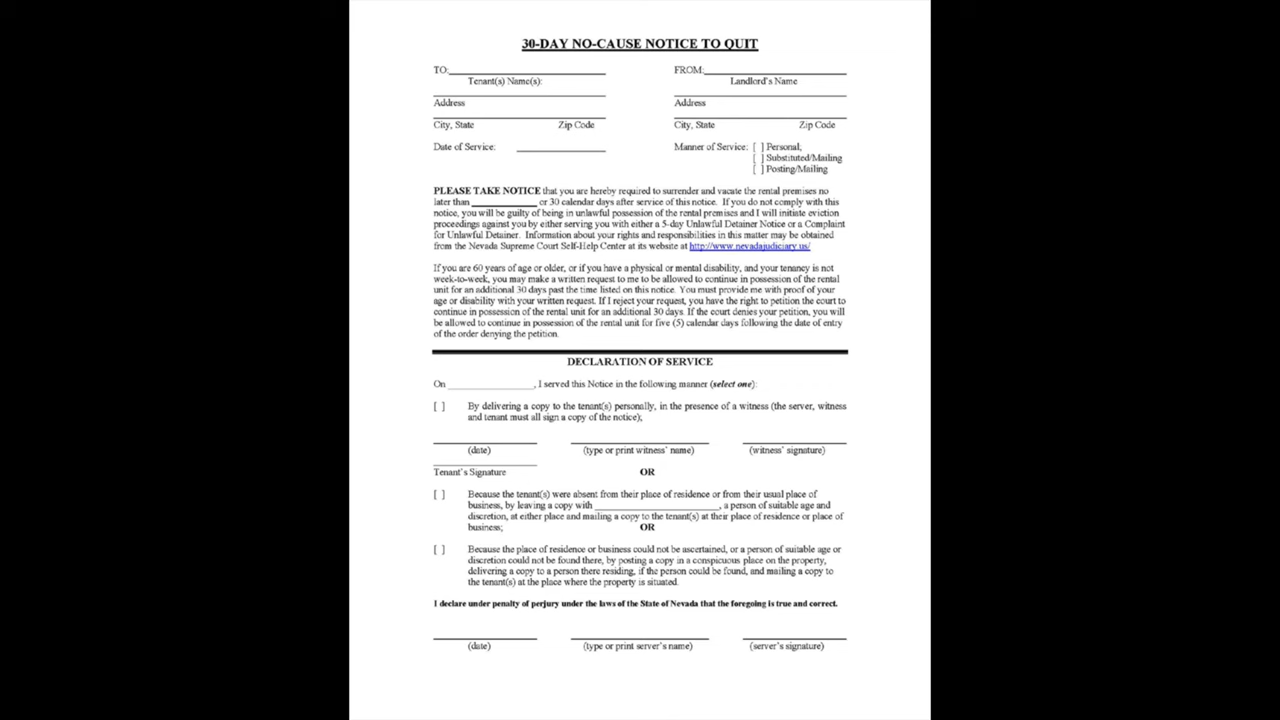 30-DAY NO-CAUSE NOTICE TO QUIT
TO: FROM:
Tenant(s) Name(s): Landlord's Name
Address Address
City, State Zip Code City, State Zip Code
Date of Service: Manner of Service: [ ] Personal;
[ ] Substituted/Mailing
[ ] Posting/Mailing
PLEASE TAKE NOTICE that you are hereby required to surrender and vacate the rental premises no
later than ____________ or 30 calendar days after service of this notice. If you do not comply with this
notice, you will be guilty of being in unlawful possession of the rental premises and I will initiate eviction
proceedings against you by either serving you with either a 5-day Unlawful Detainer Notice or a Complaint
for Unlawful Detainer. Information about your rights and responsibilities in this matter may be obtained
from the Nevada Supreme Court Self-Help Center at its website at http://www.nevadajudiciary.us/
If you are 60 years of age or older, or if you have a physical or mental disability, and your tenancy is not
week-to-week, you may make a written request to me to be allowed to continue in possession of the rental
unit for an additional 30 days past the time listed on this notice. You must provide me with proof of your
age or disability with your written request. If I reject your request, you have the right to petition the court to
continue in possession of the rental unit for an additional 30 days. If the court denies your petition, you will
be allowed to continue in possession of the rental unit for five (5) calendar days following the date of entry
of the order denying the petition.
DECLARATION OF SERVICE
On ________________, I served this Notice in the following manner (select one):
[ ] By delivering a copy to the tenant(s) personally, in the presence of a witness (the server, witness
and tenant must all sign a copy of the notice);
(date) (type or print witness' name) (witness' signature)
Tenant's Signature OR
[ ] Because the tenant(s) were absent from their place of residence or from their usual place of
business, by leaving a copy with ________________________, a person of suitable age and
discretion, at either place and mailing a copy to the tenant(s) at their place of residence or place of
business; OR
[ ] Because the place of residence or business could not be ascertained, or a person of suitable age or
discretion could not be found there, by posting a copy in a conspicuous place on the property,
delivering a copy to a person there residing, if the person could be found, and mailing a copy to
the tenant(s) at the place where the property is situated.
I declare under penalty of perjury under the laws of the State of Nevada that the foregoing is true and correct.
(date) (type or print server's name) (server's signature)